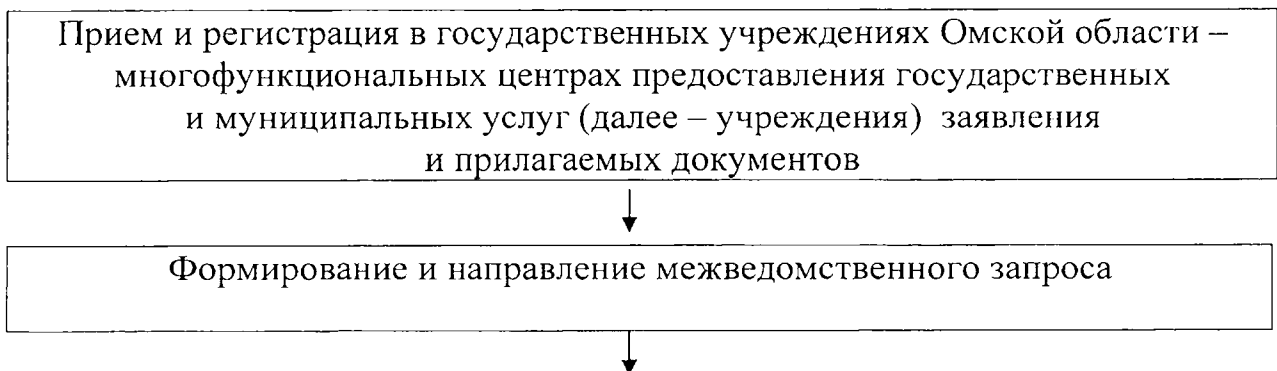 Прием и регистрация в государственных учреждениях Омской области –
многофункциональных центрах предоставления государственных
и муниципальных услуг (далее – учреждения) заявления
и прилагаемых документов
Формирование и направление межведомственного запроса